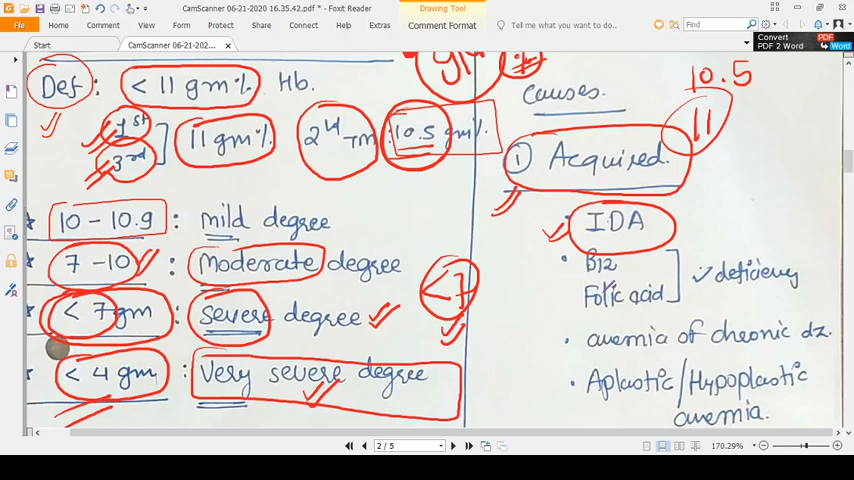 CamScanner 06-21-2020 16.35.42.pdf - Foxit Reader
Drawing Tool
File Home Comment View Form Protect Share Connect Help Extras Comment Format
Tell me what you want to do...
Find
Start
CamScanner 06-21-202...
Convert PDF
PDF 2 Word Word
Def : < 11 gm% Hb.
1st
3rd ] 11 gm% 2nd Tm : 10.5 gm%.
10 - 10.9 : mild degree
7 - 10 : Moderate degree
< 7 gm : severe degree
< 7
< 4 gm : Very severe degree
10.5
11
causes.
① Acquired.
IDA
B12
Folic acid ] deficiency
anemia of chronic dz.
Aplastic / Hypoplastic
anemia.
2 / 5
170.29%